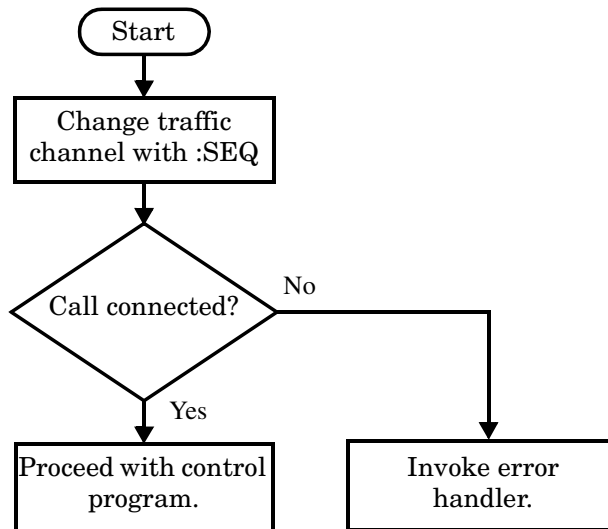 Start
Change traffic
channel with :SEQ
Call connected?
No
Yes
Proceed with control
program.
Invoke error
handler.